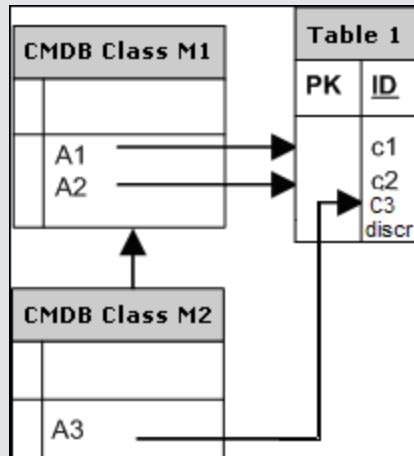 CMDB Class M1
A1
A2
Table 1
PK ID
c1
c2
C3
discr
CMDB Class M2
A3